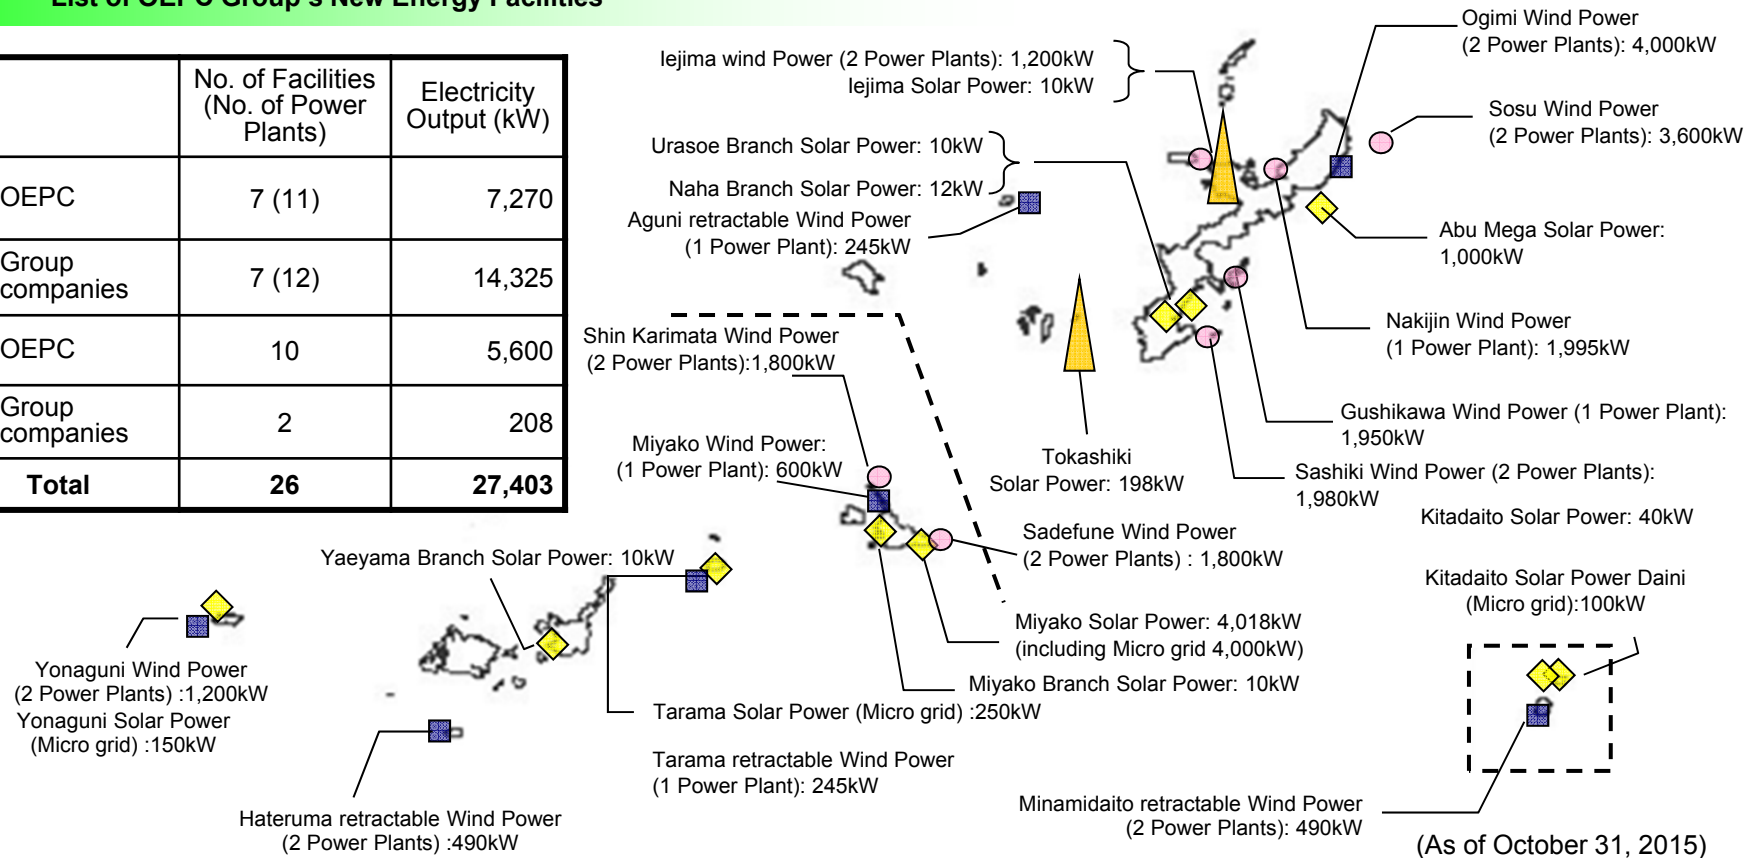 List of OEPC Group's New Energy Facilities
No. of Facilities
(No. of Power
Plants)
Electricity
Output (kW)
OEPC
7 (11)
7,270
Group
companies
7 (12)
14,325
OEPC
10
5,600
Group
companies
2
208
Total
26
27,403
Iejima wind Power (2 Power Plants): 1,200kW
Iejima Solar Power: 10kW
Urasoe Branch Solar Power: 10kW
Naha Branch Solar Power: 12kW
Aguni retractable Wind Power
(1 Power Plant): 245kW
Ogimi Wind Power
(2 Power Plants): 4,000kW
Sosu Wind Power
(2 Power Plants): 3,600kW
Abu Mega Solar Power:
1,000kW
Nakijin Wind Power
(1 Power Plant): 1,995kW
Gushikawa Wind Power (1 Power Plant):
1,950kW
Sashiki Wind Power (2 Power Plants):
1,980kW
Shin Karimata Wind Power
(2 Power Plants):1,800kW
Miyako Wind Power:
(1 Power Plant): 600kW
Tokashiki
Solar Power: 198kW
Sadefune Wind Power
(2 Power Plants) : 1,800kW
Miyako Solar Power: 4,018kW
(including Micro grid 4,000kW)
Miyako Branch Solar Power: 10kW
Kitadaito Solar Power: 40kW
Kitadaito Solar Power Daini
(Micro grid):100kW
Yaeyama Branch Solar Power: 10kW
Yonaguni Wind Power
(2 Power Plants) :1,200kW
Yonaguni Solar Power
(Micro grid) :150kW
Tarama Solar Power (Micro grid) :250kW
Tarama retractable Wind Power
(1 Power Plant): 245kW
Hateruma retractable Wind Power
(2 Power Plants) :490kW
Minamidaito retractable Wind Power
(2 Power Plants): 490kW
(As of October 31, 2015)